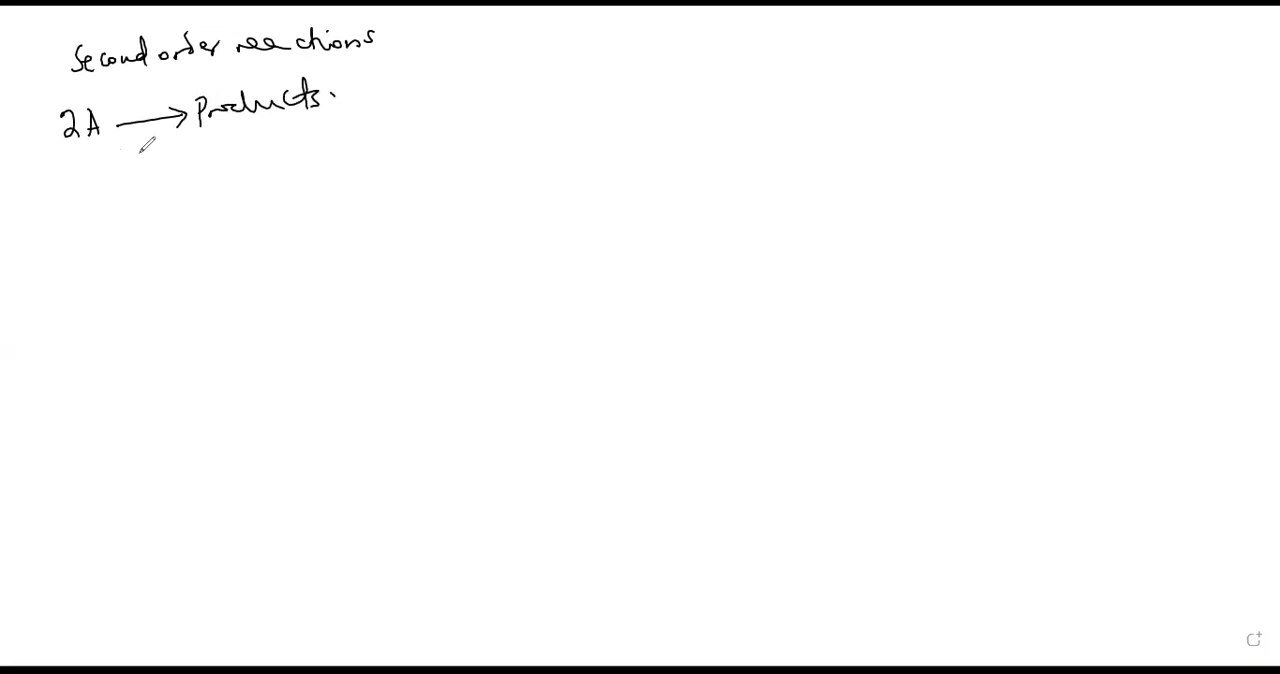 Second order reactions
2A → Products.